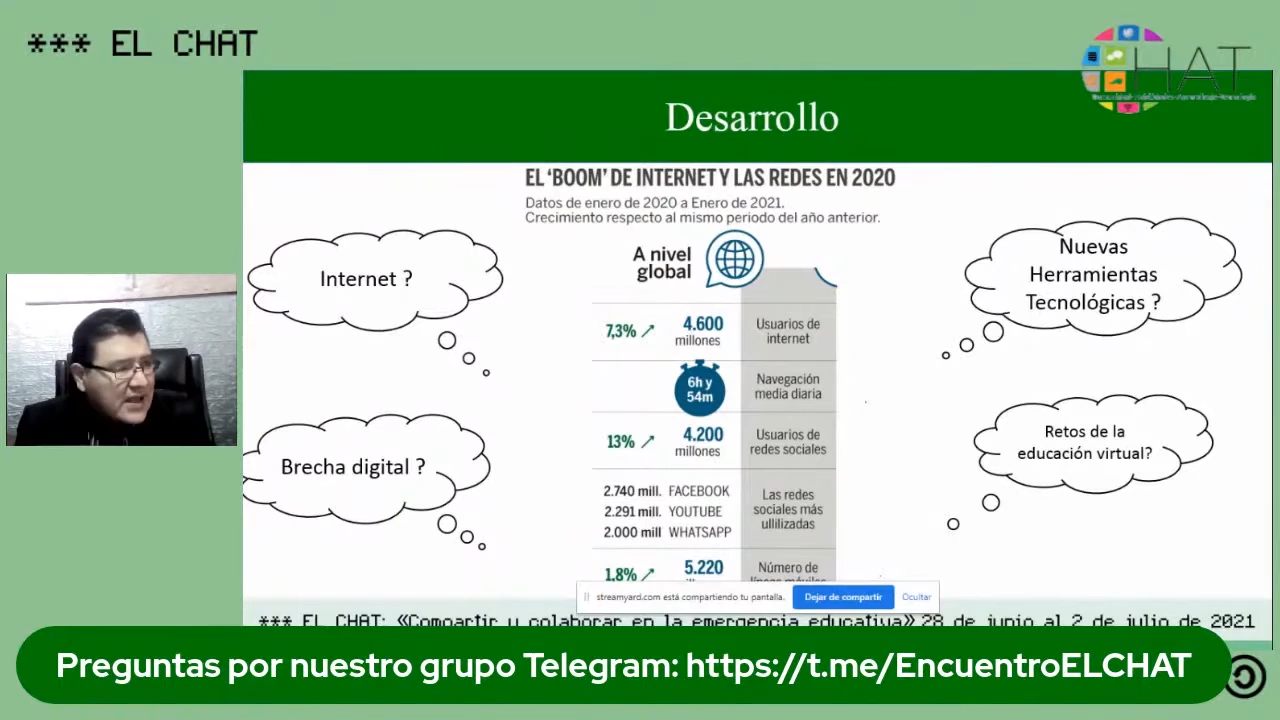 *** EL CHAT
HAT
Desarrollo
EL ‘BOOM’ DE INTERNET Y LAS REDES EN 2020
Datos de enero de 2020 a Enero de 2021.
Crecimiento respecto al mismo periodo del año anterior.
A nivel
global
Internet ?
Nuevas
Herramientas
Tecnológicas ?
7,3% 4.600
millones
Usuarios de
internet
6h y
54m
Navegación
media diaria
13% 4.200
millones
Usuarios de
redes sociales
Brecha digital ?
Retos de la
educación virtual?
2.740 mill. FACEBOOK
2.291 mill. YOUTUBE
2.000 mill WHATSAPP
Las redes
sociales más
ullilizadas
1,8% 5.220
Número de
líneas móviles
streamyard.com está compartiendo tu pantalla. Dejar de compartir Ocultar
*** EL CHAT: «Compartir y colaborar en la emergencia educativa» 28 de junio al 2 de julio de 2021
Preguntas por nuestro grupo Telegram: https://t.me/EncuentroELCHAT